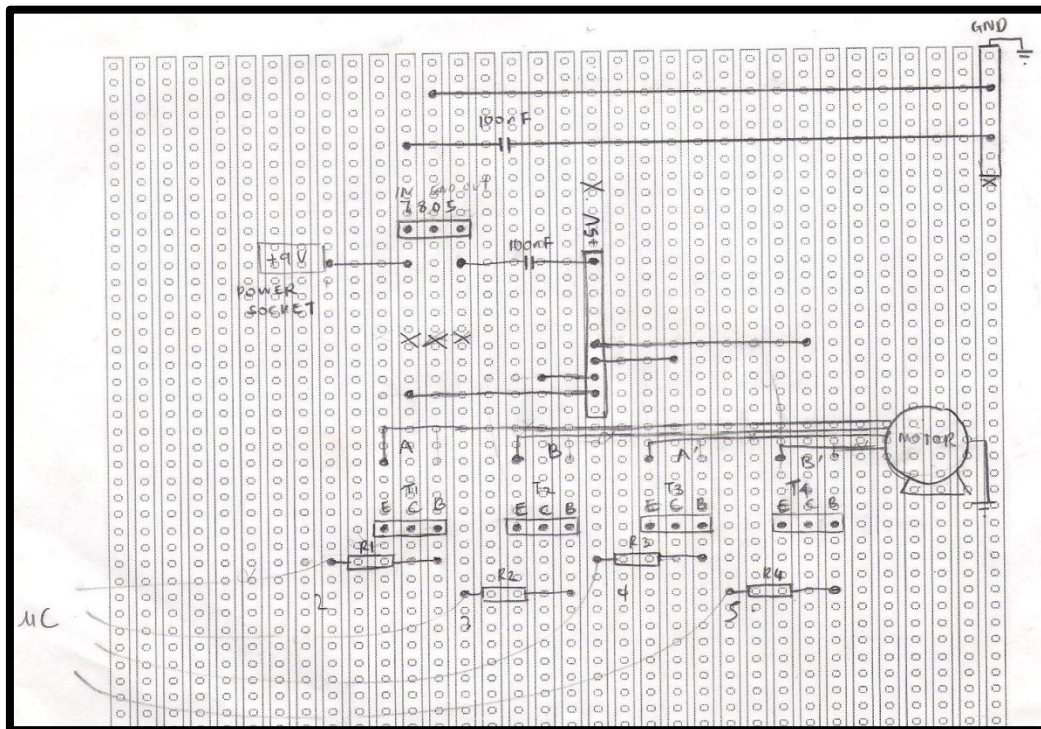 GND
100nF
IN GND OUT
7805
+5V
X
X
+9V
100nF
POWER
SOCKET
X X X
A B A' B' MOTOR
T1 T2 T3 T4
E C B E C B E C B E C B
R1 R3
R2 R4
2 3 4 5
UC